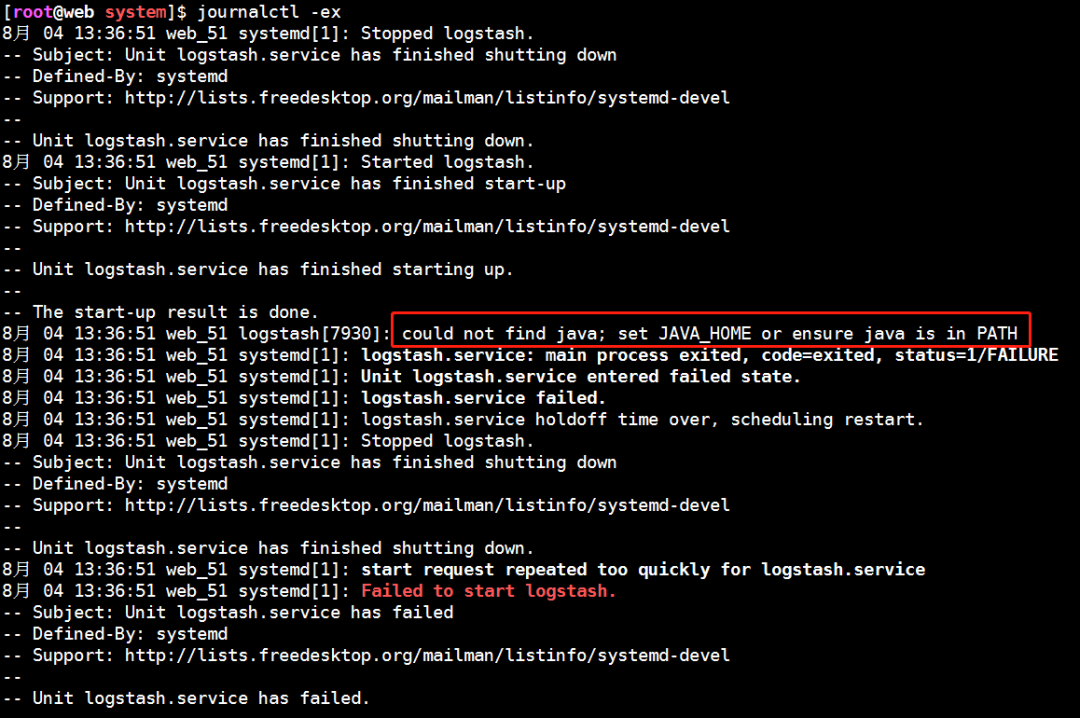 [root@web system]$ journalctl -ex
8月 04 13:36:51 web_51 systemd[1]: Stopped logstash.
-- Subject: Unit logstash.service has finished shutting down
-- Defined-By: systemd
-- Support: http://lists.freedesktop.org/mailman/listinfo/systemd-devel
--
-- Unit logstash.service has finished shutting down.
8月 04 13:36:51 web_51 systemd[1]: Started logstash.
-- Subject: Unit logstash.service has finished start-up
-- Defined-By: systemd
-- Support: http://lists.freedesktop.org/mailman/listinfo/systemd-devel
--
-- Unit logstash.service has finished starting up.
--
-- The start-up result is done.
8月 04 13:36:51 web_51 logstash[7930]: could not find java; set JAVA_HOME or ensure java is in PATH
8月 04 13:36:51 web_51 systemd[1]: logstash.service: main process exited, code=exited, status=1/FAILURE
8月 04 13:36:51 web_51 systemd[1]: Unit logstash.service entered failed state.
8月 04 13:36:51 web_51 systemd[1]: logstash.service failed.
8月 04 13:36:51 web_51 systemd[1]: logstash.service holdoff time over, scheduling restart.
8月 04 13:36:51 web_51 systemd[1]: Stopped logstash.
-- Subject: Unit logstash.service has finished shutting down
-- Defined-By: systemd
-- Support: http://lists.freedesktop.org/mailman/listinfo/systemd-devel
--
-- Unit logstash.service has finished shutting down.
8月 04 13:36:51 web_51 systemd[1]: start request repeated too quickly for logstash.service
8月 04 13:36:51 web_51 systemd[1]: Failed to start logstash.
-- Subject: Unit logstash.service has failed
-- Defined-By: systemd
-- Support: http://lists.freedesktop.org/mailman/listinfo/systemd-devel
--
-- Unit logstash.service has failed.